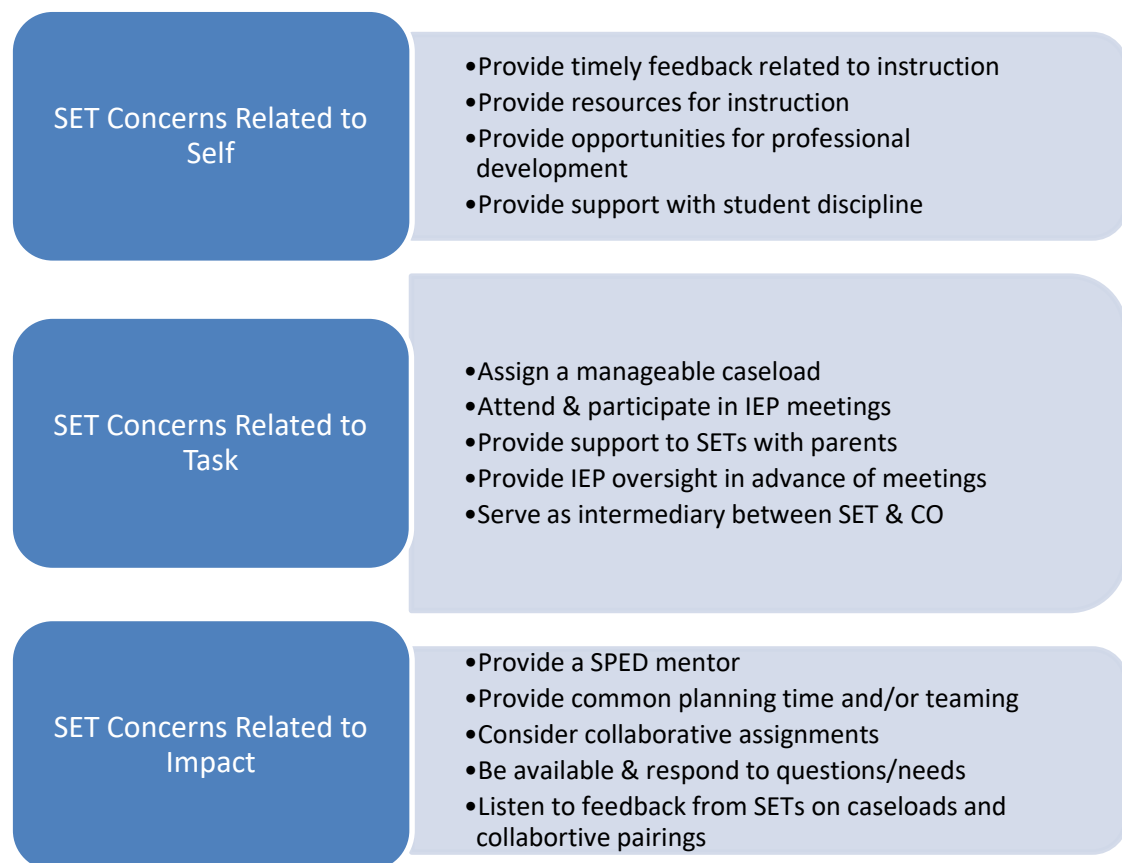 SET Concerns Related to
Self
•Provide timely feedback related to instruction
•Provide resources for instruction
•Provide opportunities for professional
development
•Provide support with student discipline
SET Concerns Related to
Task
•Assign a manageable caseload
•Attend & participate in IEP meetings
•Provide support to SETs with parents
•Provide IEP oversight in advance of meetings
•Serve as intermediary between SET & CO
SET Concerns Related to
Impact
•Provide a SPED mentor
•Provide common planning time and/or teaming
•Consider collaborative assignments
•Be available & respond to questions/needs
•Listen to feedback from SETs on caseloads and
collabortive pairings